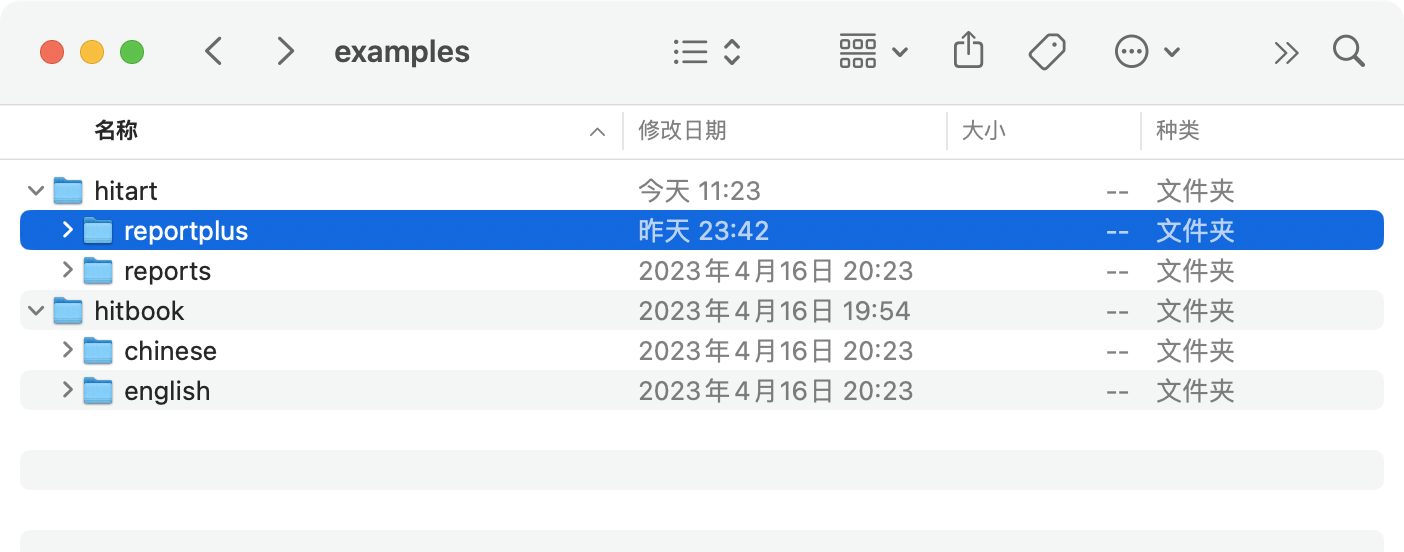 examples
名称 修改日期 大小 种类
hitart 今天 11:23 -- 文件夹
reportplus 昨天 23:42 -- 文件夹
reports 2023年4月16日 20:23 -- 文件夹
hitbook 2023年4月16日 19:54 -- 文件夹
chinese 2023年4月16日 20:23 -- 文件夹
english 2023年4月16日 20:23 -- 文件夹